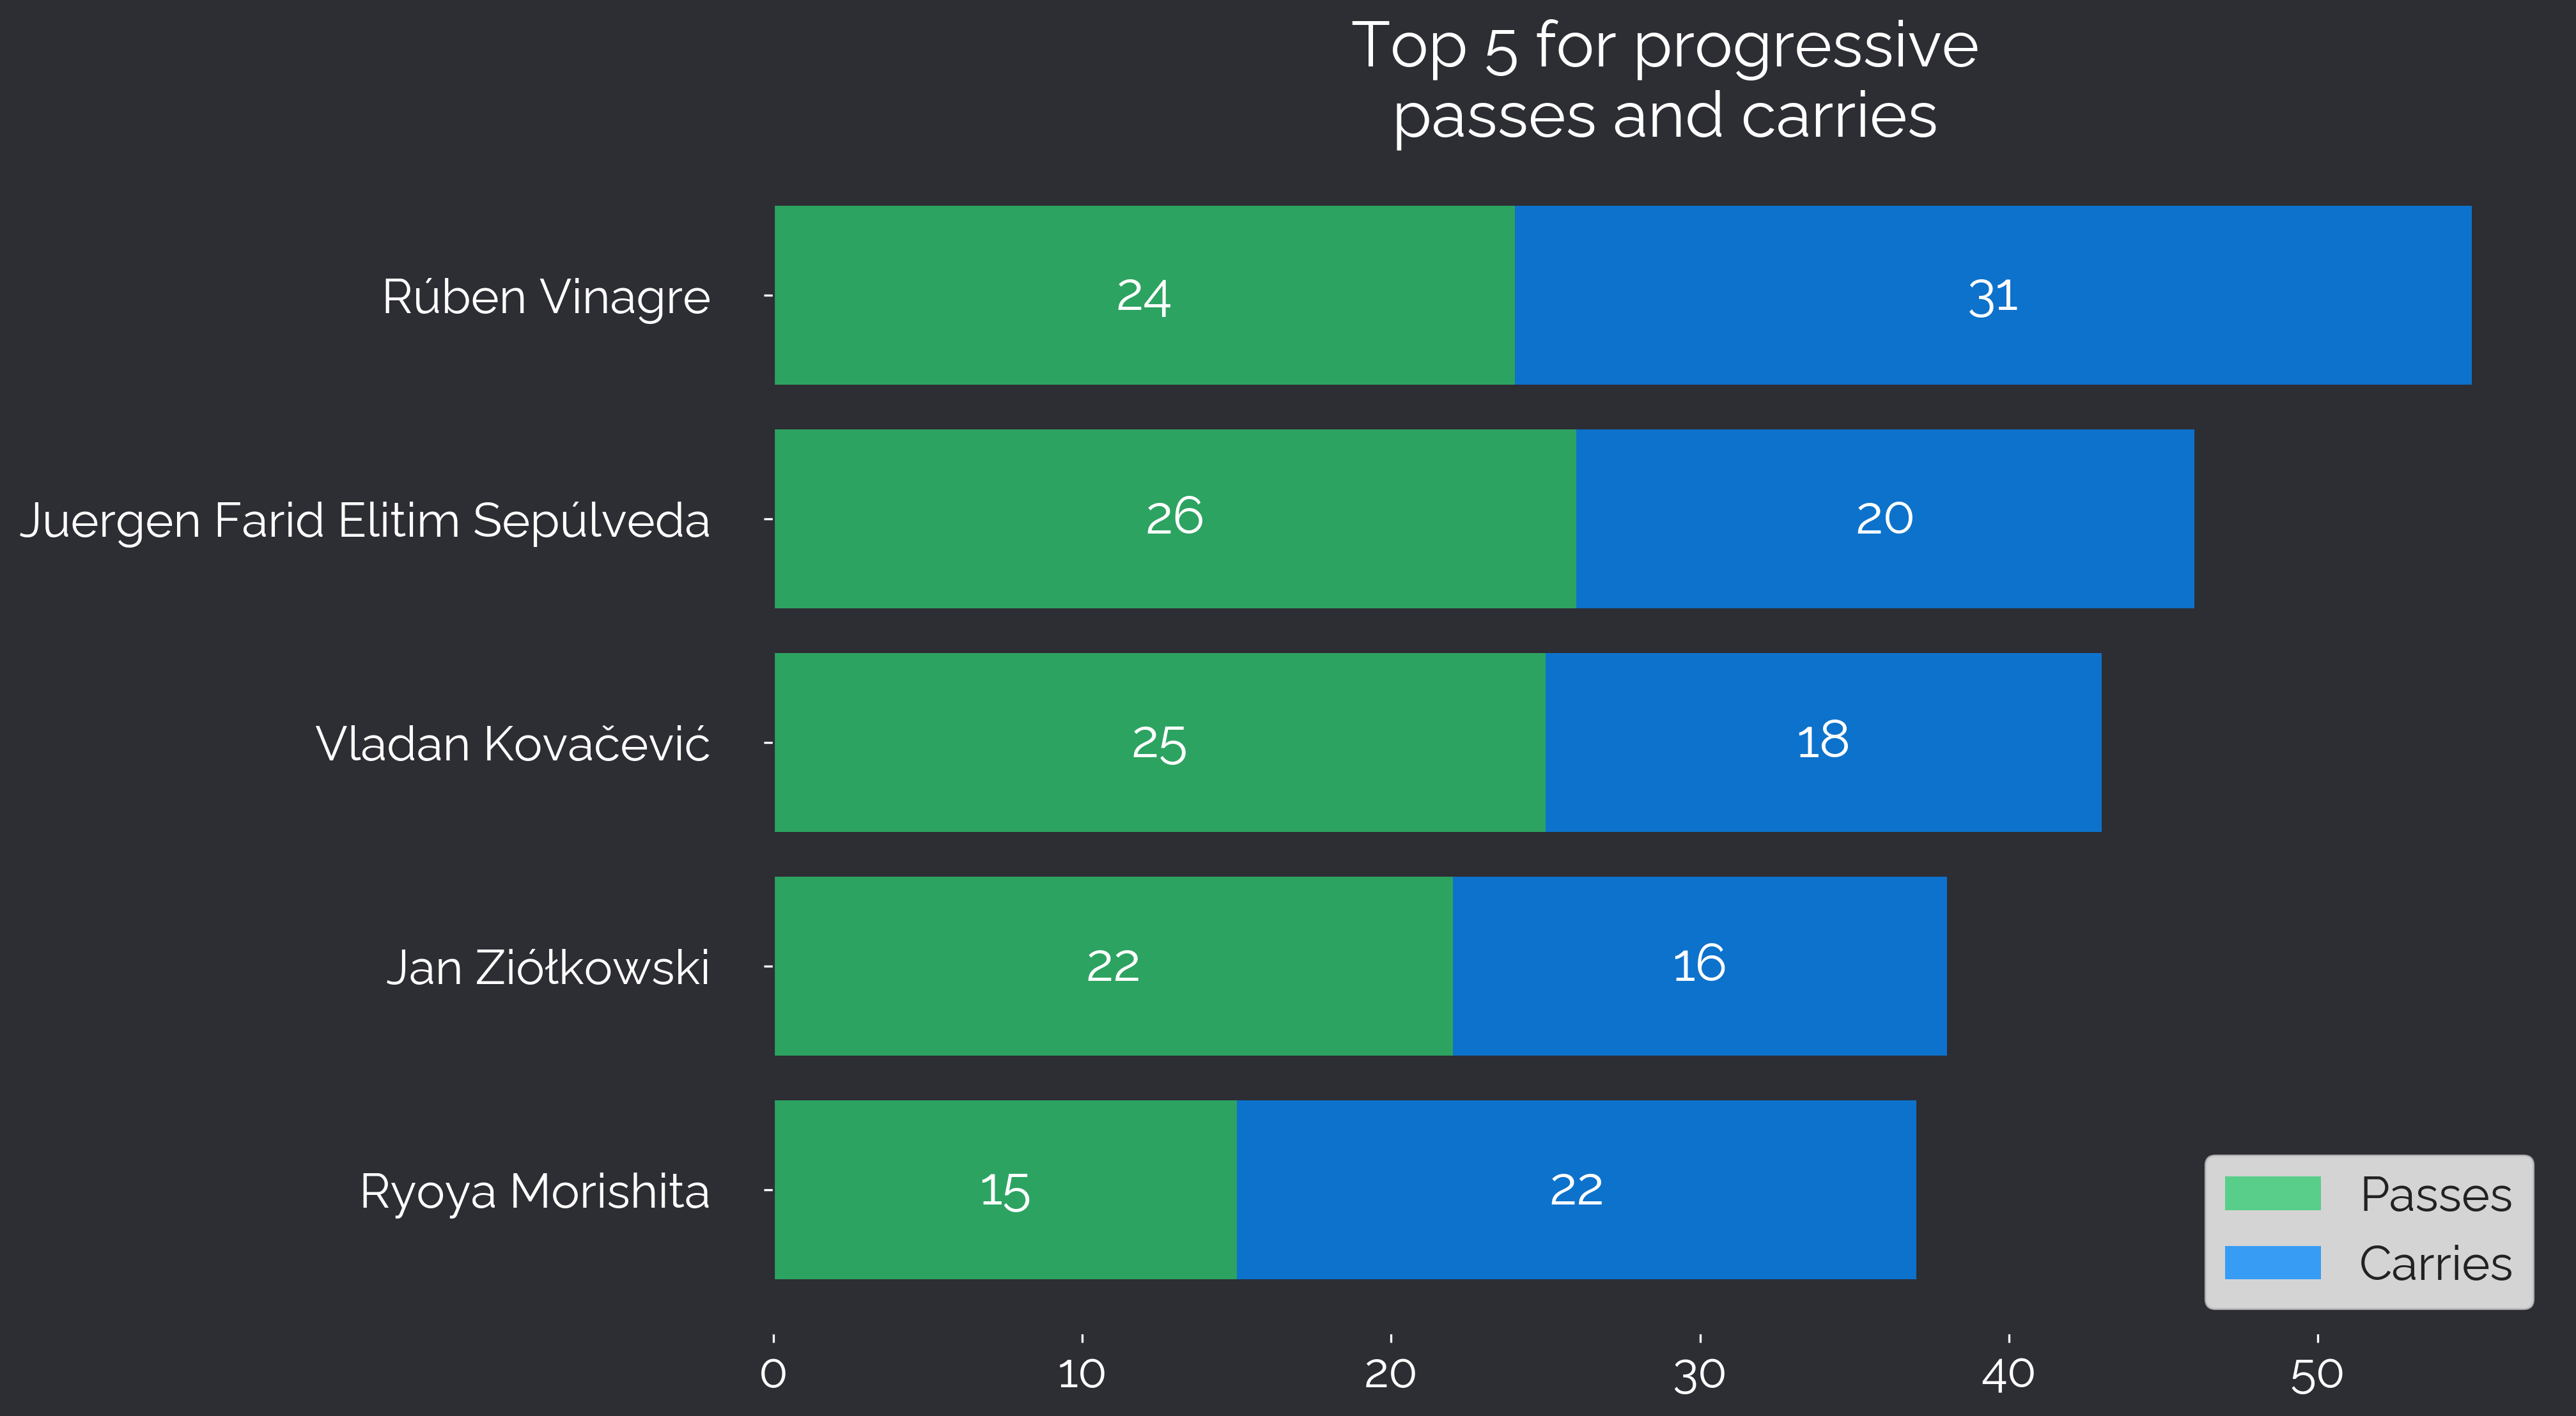 Top 5 for progressive
passes and carries
Rúben Vinagre
24
31
Juergen Farid Elitim Sepúlveda
26
20
Vladan Kovačević
25
18
Jan Ziółkowski
22
16
Ryoya Morishita
15
22
Passes
Carries
0
10
20
30
40
50